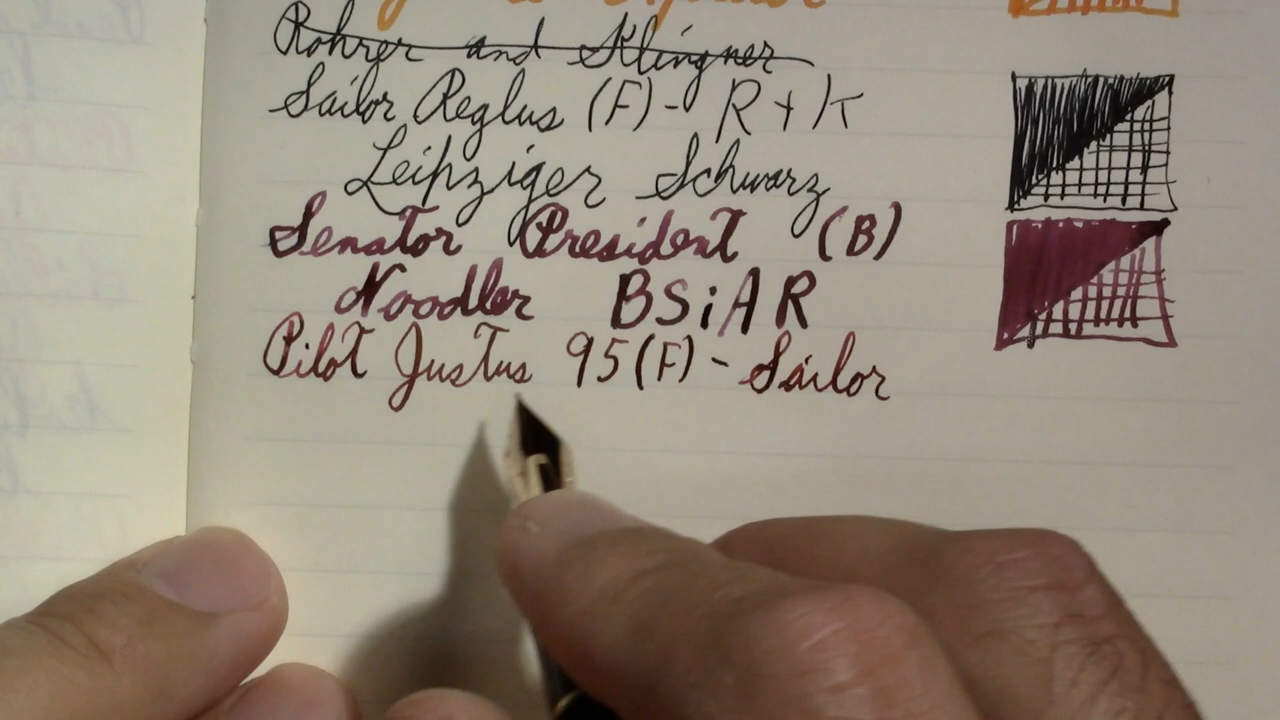 Rohrer and Klingner
Sailor Reglus (F) - R + K
Leipziger Schwarz
Senator President (B)
Noodler BSiAR
Pilot Justus 95 (F) - Sailor